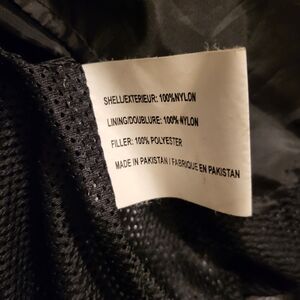 SHELL/EXTERIEUR: 100% NYLON
LINING/DOUBLURE: 100% NYLON
FILLER: 100% POLYESTER
MADE IN PAKISTAN / FABRIQUE EN PAKISTAN